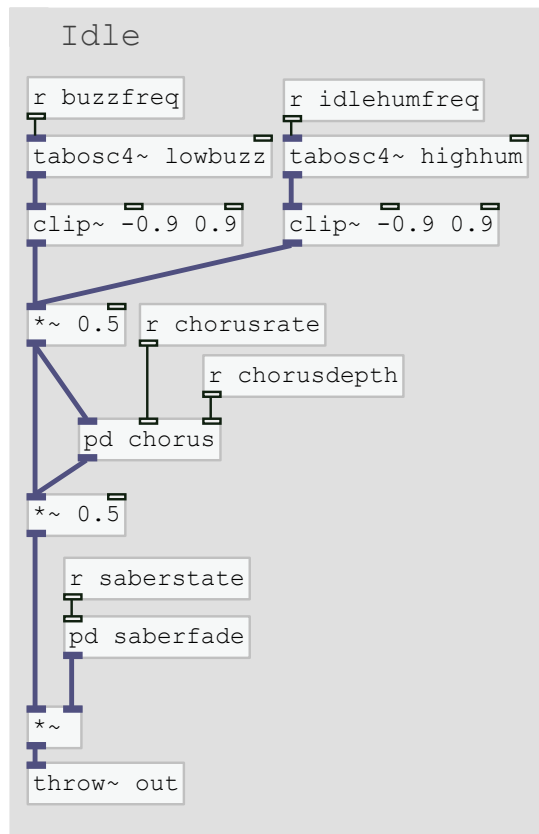 Idle
r buzzfreq
r idlehumfreq
tabosc4~ lowbuzz
tabosc4~ highhum
clip~ -0.9 0.9
clip~ -0.9 0.9
*~ 0.5
r chorusrate
r chorusdepth
pd chorus
*~ 0.5
r saberstate
pd saberfade
*~
throw~ out